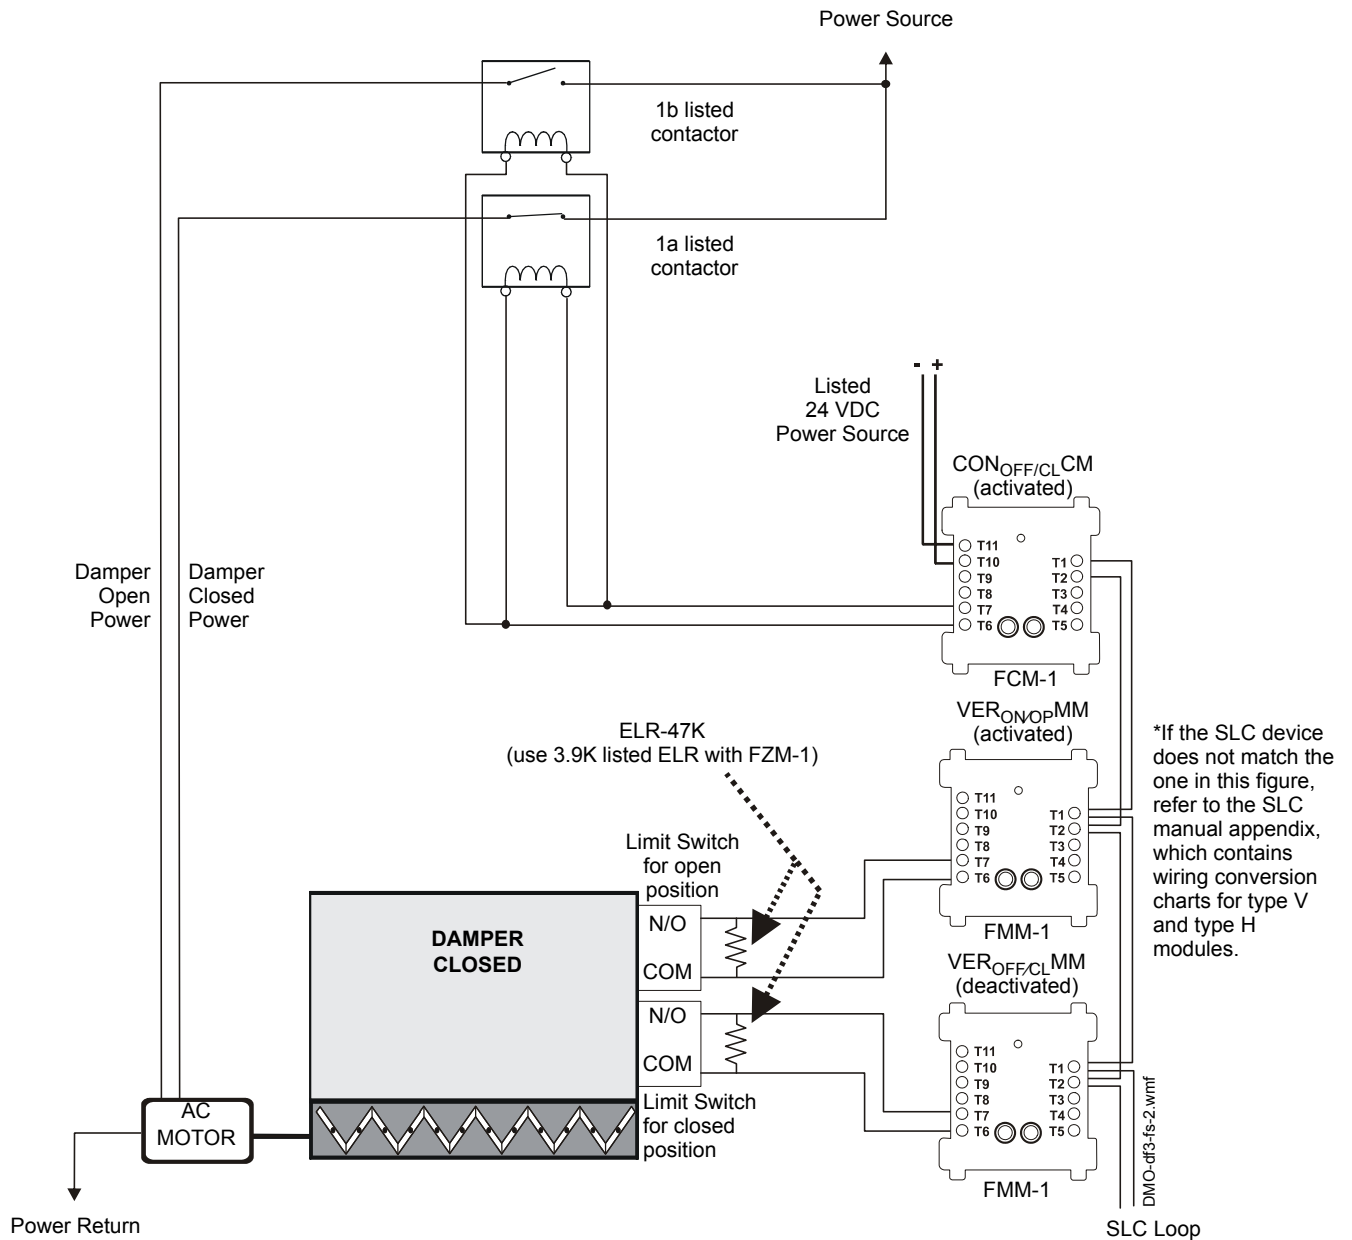 Power Source
1b listed
contactor
1a listed
contactor
- +
Listed
24 VDC
Power Source
CONOFF/CLCM
(activated)
T11
T10
T9
T8
T7
T6
T1
T2
T3
T4
T5
FCM-1
Damper
Open
Power
Damper
Closed
Power
VERON/OPMM
(activated)
T11
T10
T9
T8
T7
T6
T1
T2
T3
T4
T5
FMM-1
*If the SLC device
does not match the
one in this figure,
refer to the SLC
manual appendix,
which contains
wiring conversion
charts for type V
and type H
modules.
ELR-47K
(use 3.9K listed ELR with FZM-1)
Limit Switch
for open
position
N/O
COM
DAMPER
CLOSED
N/O
COM
Limit Switch
for closed
position
VEROFF/CLMM
(deactivated)
T11
T10
T9
T8
T7
T6
T1
T2
T3
T4
T5
FMM-1
DMO-df3-fs-2.wmf
AC
MOTOR
Power Return
SLC Loop